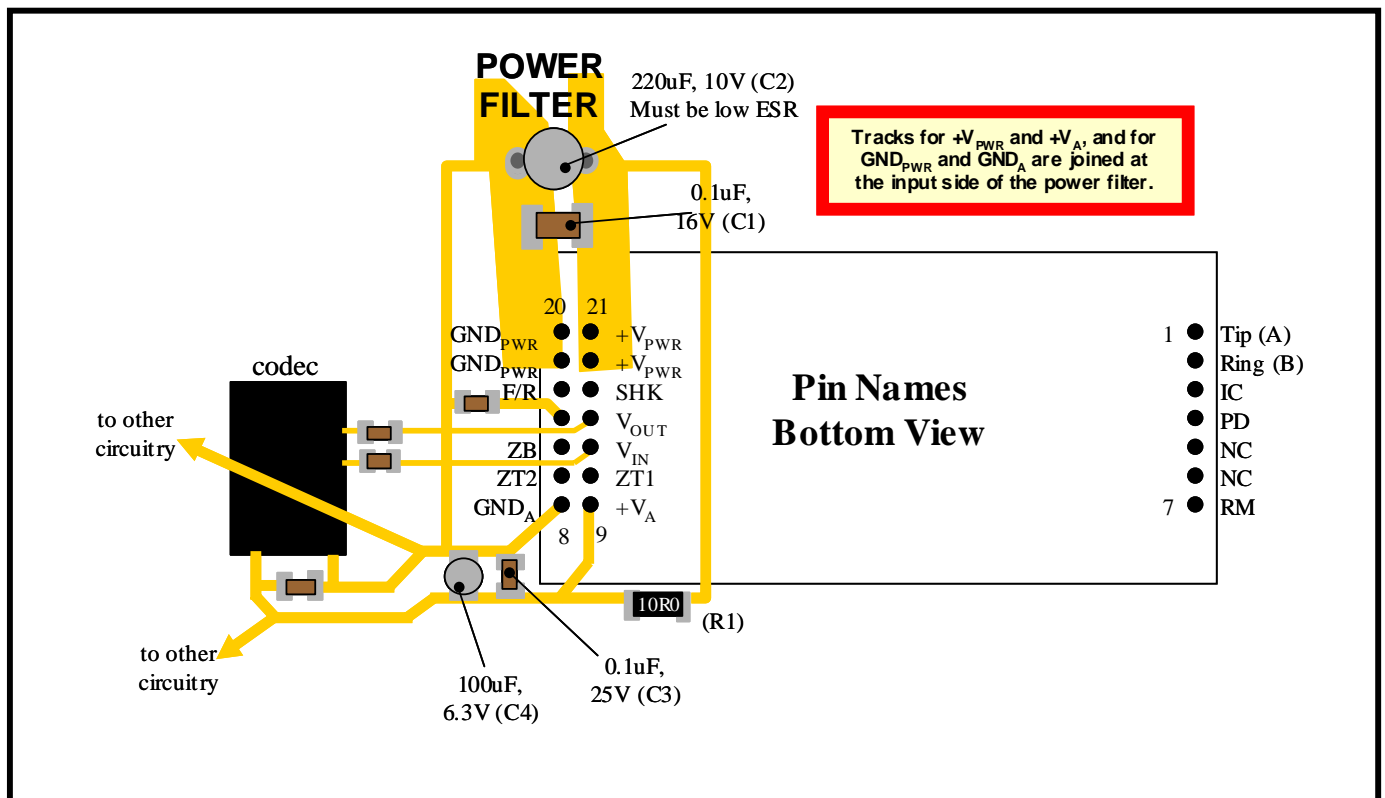 POWER
FILTER
220uF, 10V (C2)
Must be low ESR
Tracks for +VPWR and +VA, and for
GNDPWR and GNDA are joined at
the input side of the power filter.
0.1uF,
16V (C1)
20 21
GNDPWR +VPWR
GNDPWR +VPWR
F/R SHK
VOUT
ZB VIN
ZT2 ZT1
GNDA +VA
8 9
Pin Names
Bottom View
1 Tip (A)
Ring (B)
IC
PD
NC
NC
7 RM
codec
to other
circuitry
10R0
(R1)
to other
circuitry
100uF,
6.3V (C4)
0.1uF,
25V (C3)